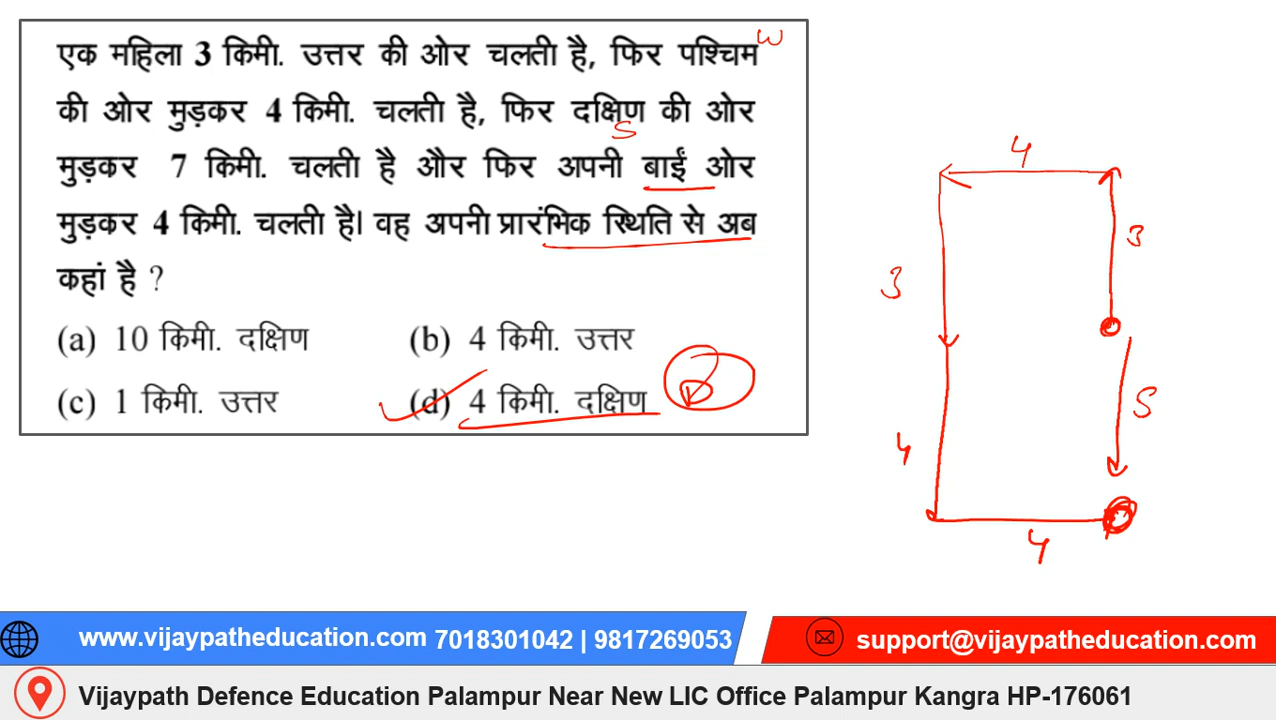 एक महिला 3 किमी. उत्तर की ओर चलती है, फिर पश्चिम W
की ओर मुड़कर 4 किमी. चलती है, फिर दक्षिण की ओर
S
मुड़कर 7 किमी. चलती है और फिर अपनी बाईं ओर
मुड़कर 4 किमी. चलती है। वह अपनी प्रारंभिक स्थिति से अब
कहां है ?
(a) 10 किमी. दक्षिण (b) 4 किमी. उत्तर
(c) 1 किमी. उत्तर (d) 4 किमी. दक्षिण
4
3
3
S
4
4
www.vijaypatheducation.com 7018301042 | 9817269053 support@vijaypatheducation.com
Vijaypath Defence Education Palampur Near New LIC Office Palampur Kangra HP-176061